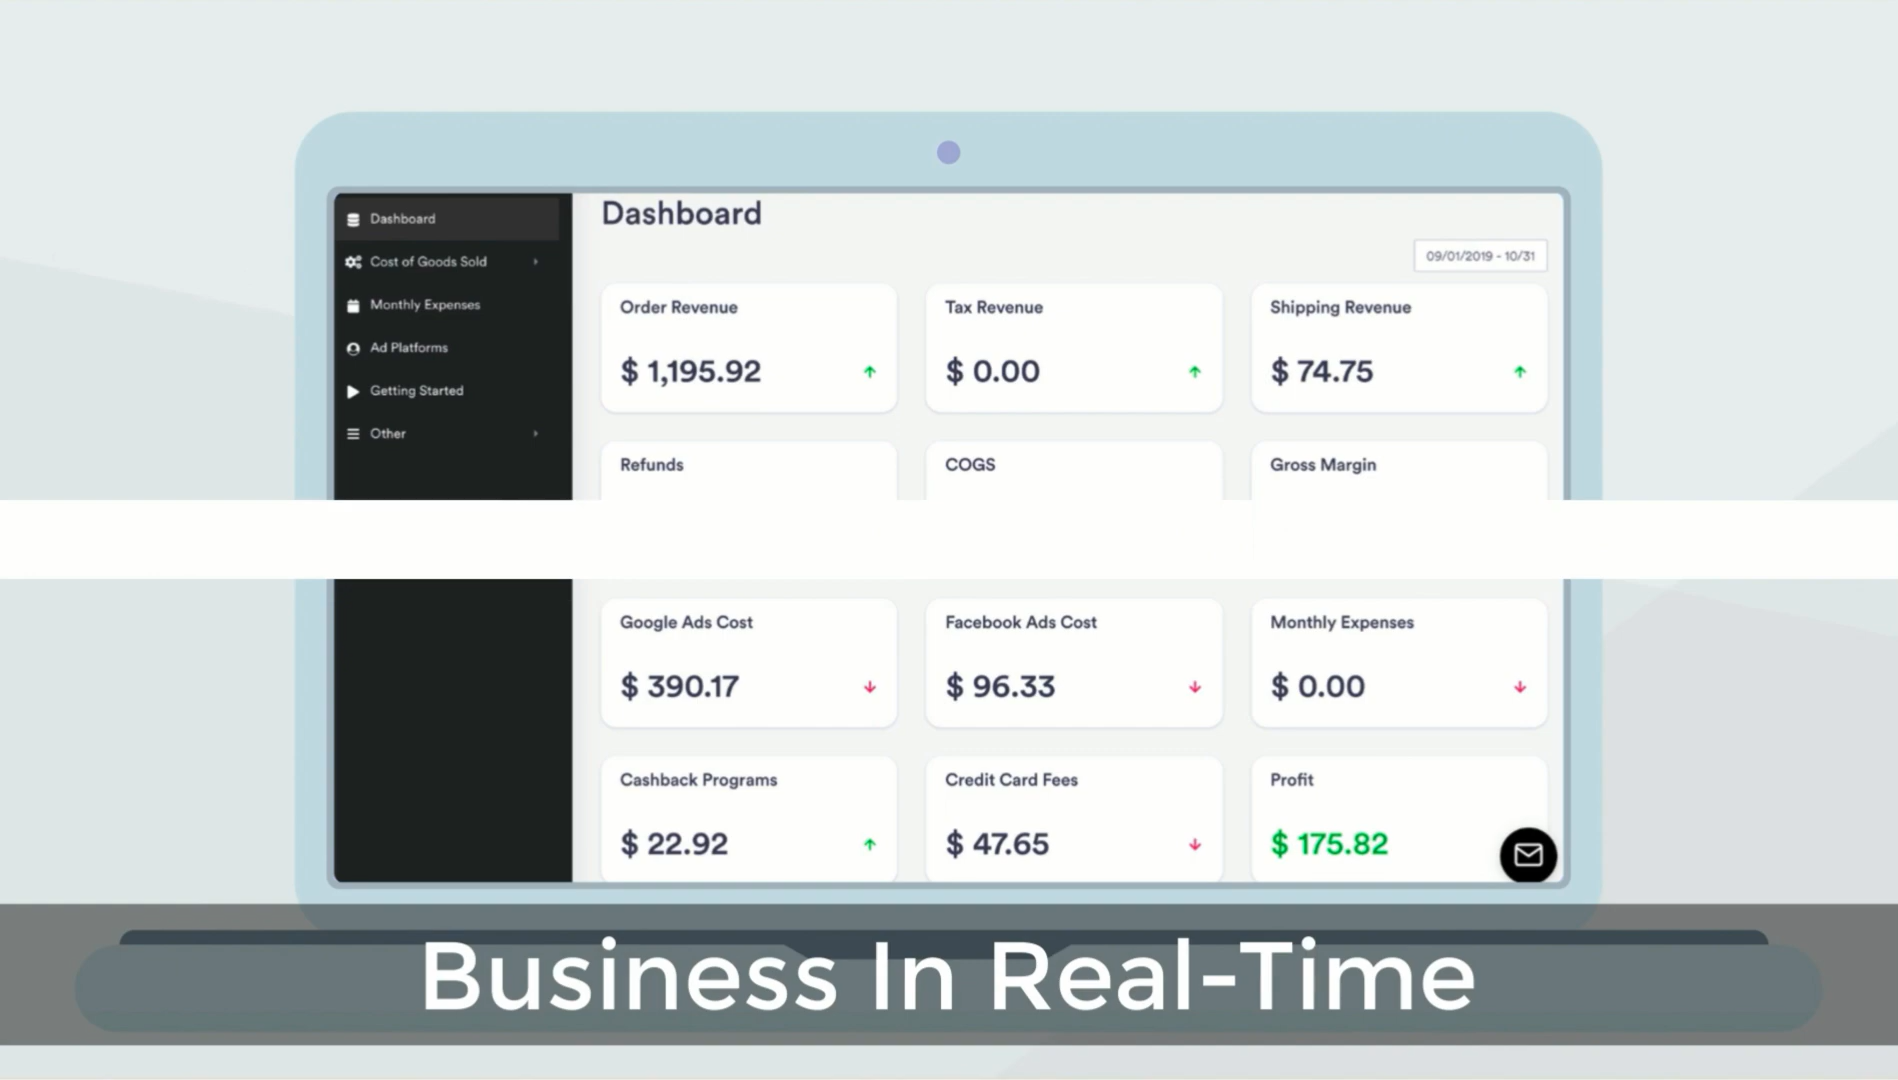 Dashboard
Cost of Goods Sold
Monthly Expenses
Ad Platforms
Getting Started
Other
Dashboard
09/01/2019 - 10/31
Order Revenue
$ 1,195.92
Tax Revenue
$ 0.00
Shipping Revenue
$ 74.75
Refunds
COGS
Gross Margin
Google Ads Cost
$ 390.17
Facebook Ads Cost
$ 96.33
Monthly Expenses
$ 0.00
Cashback Programs
$ 22.92
Credit Card Fees
$ 47.65
Profit
$ 175.82
Business In Real-Time